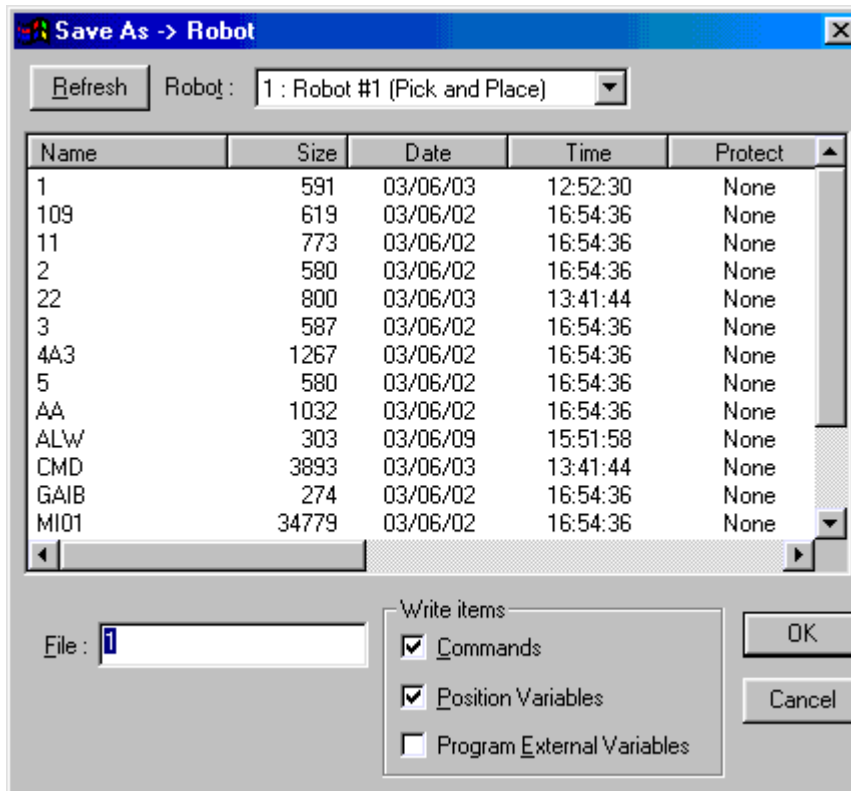 Save As -> Robot
Refresh Robot : 1 : Robot #1 (Pick and Place)
Name Size Date Time Protect
1 591 03/06/03 12:52:30 None
109 619 03/06/02 16:54:36 None
11 773 03/06/02 16:54:36 None
2 580 03/06/02 16:54:36 None
22 800 03/06/03 13:41:44 None
3 587 03/06/02 16:54:36 None
4A3 1267 03/06/02 16:54:36 None
5 580 03/06/02 16:54:36 None
AA 1032 03/06/02 16:54:36 None
ALW 303 03/06/09 15:51:58 None
CMD 3893 03/06/03 13:41:44 None
GAIB 274 03/06/02 16:54:36 None
MI01 34779 03/06/02 16:54:36 None
File : 1
Write items
Commands
Position Variables
Program External Variables
OK
Cancel